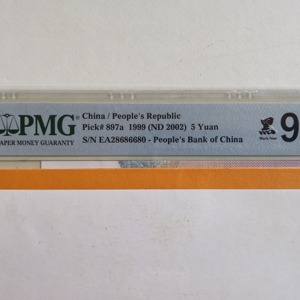 PMG®
PAPER MONEY GUARANTY
China / People's Republic
Pick# 897a 1999 (ND 2002) 5 Yuan
S/N EA28686680 - People's Bank of China
9